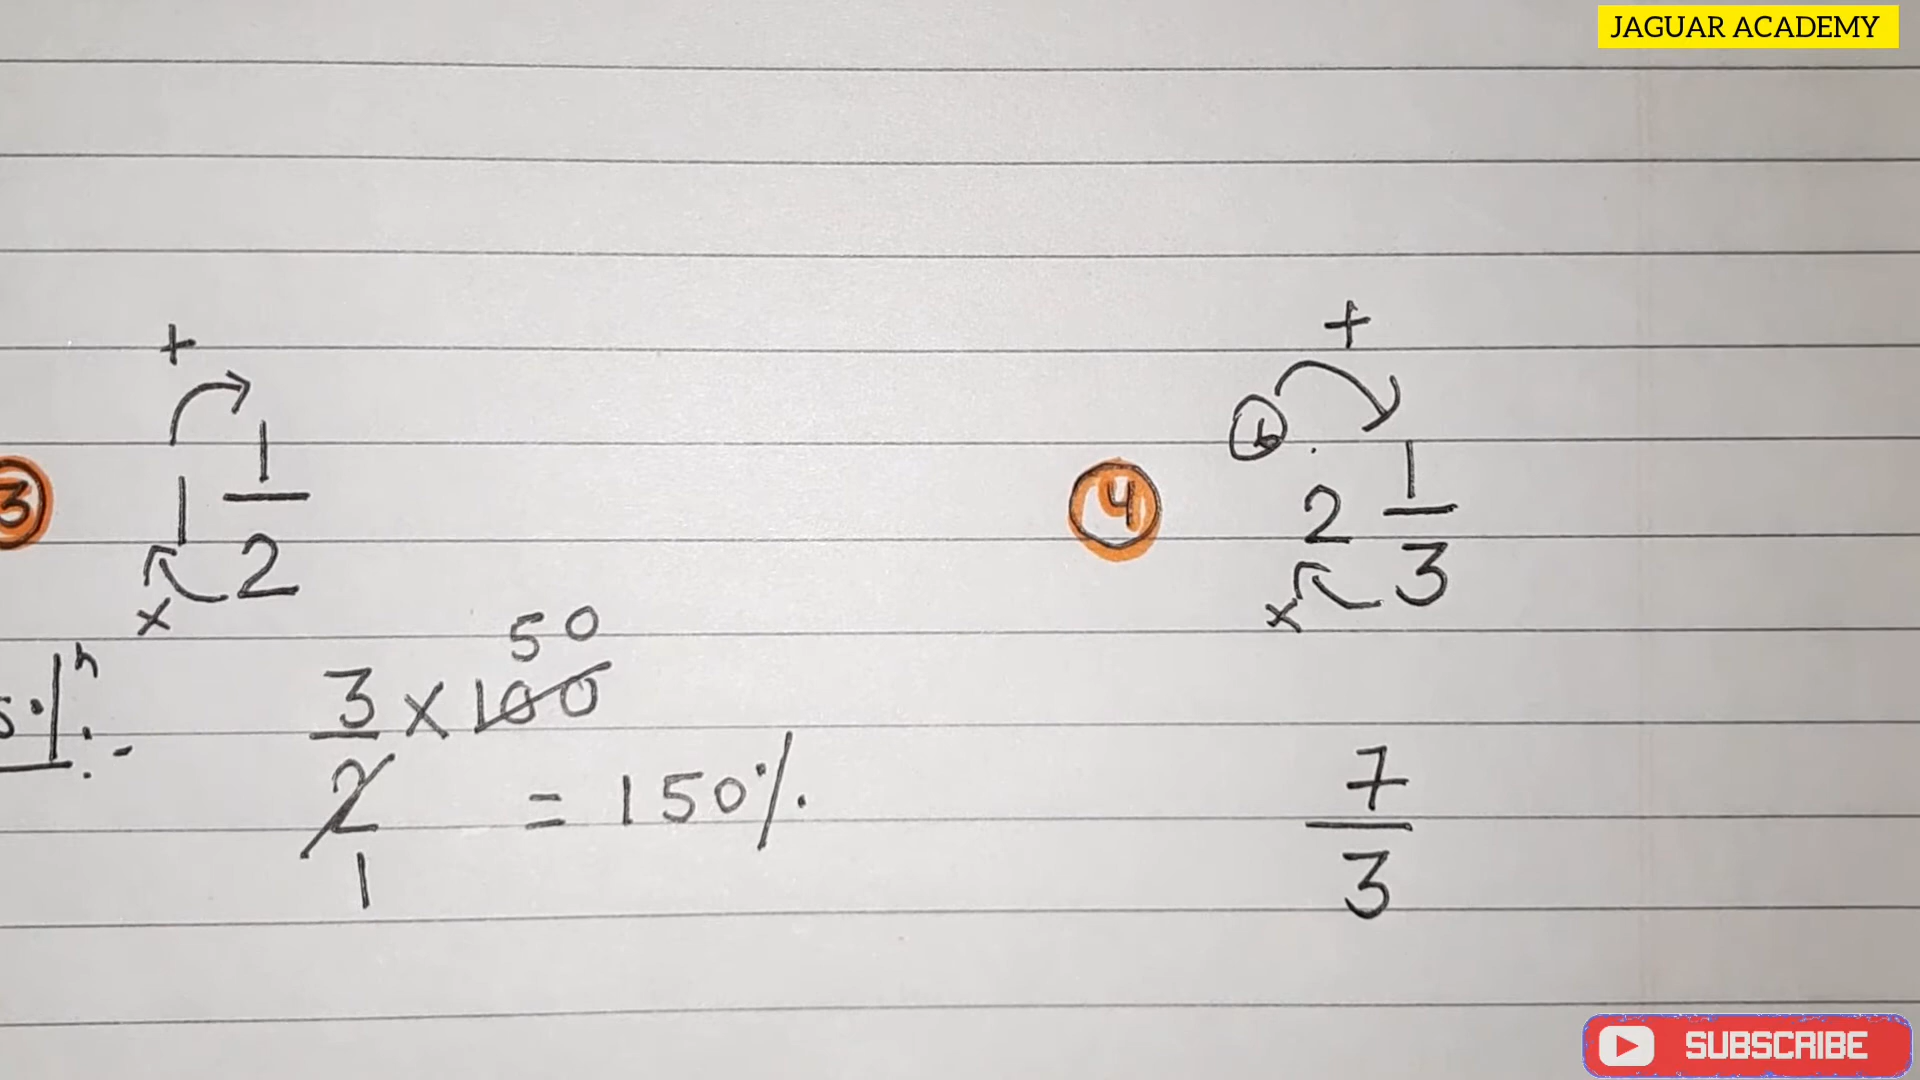 JAGUAR ACADEMY
+
1 1/2
3
x
3/2 x 100
50
1
= 150%
+
6
4
2 1/3
x
7/3
SUBSCRIBE